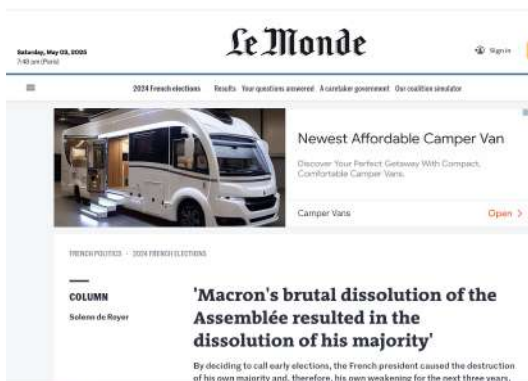 Le Monde
Saturday, May 03, 2025
7:49 am (Paris)
Sign in
2024 French elections Results Your questions answered A caretaker government Our coalition simulator
Newest Affordable Camper Van
Discover Your Perfect Getaway With Compact,
Comfortable Camper Vans.
Camper Vans
Open
FRENCH POLITICS • 2024 FRENCH ELECTIONS
COLUMN
Solenn de Royer
'Macron's brutal dissolution of the
Assemblée resulted in the
dissolution of his majority'
By deciding to call early elections, the French president caused the destruction
of his own majority and, therefore, his own weakening for the next three years.